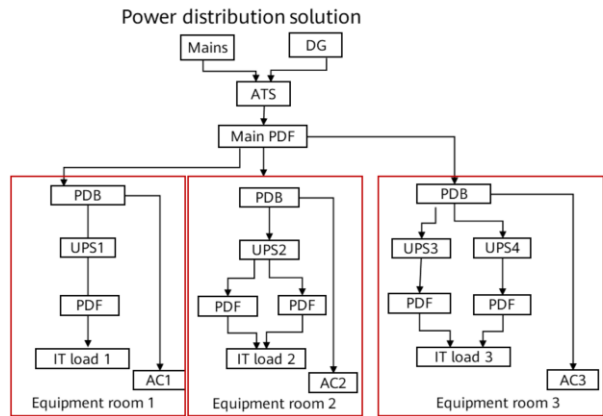 Power distribution solution
Mains
DG
ATS
Main PDF
PDB
UPS1
PDF
IT load 1
AC1
Equipment room 1
PDB
UPS2
PDF
PDF
IT load 2
AC2
Equipment room 2
PDB
UPS3
UPS4
PDF
PDF
IT load 3
AC3
Equipment room 3